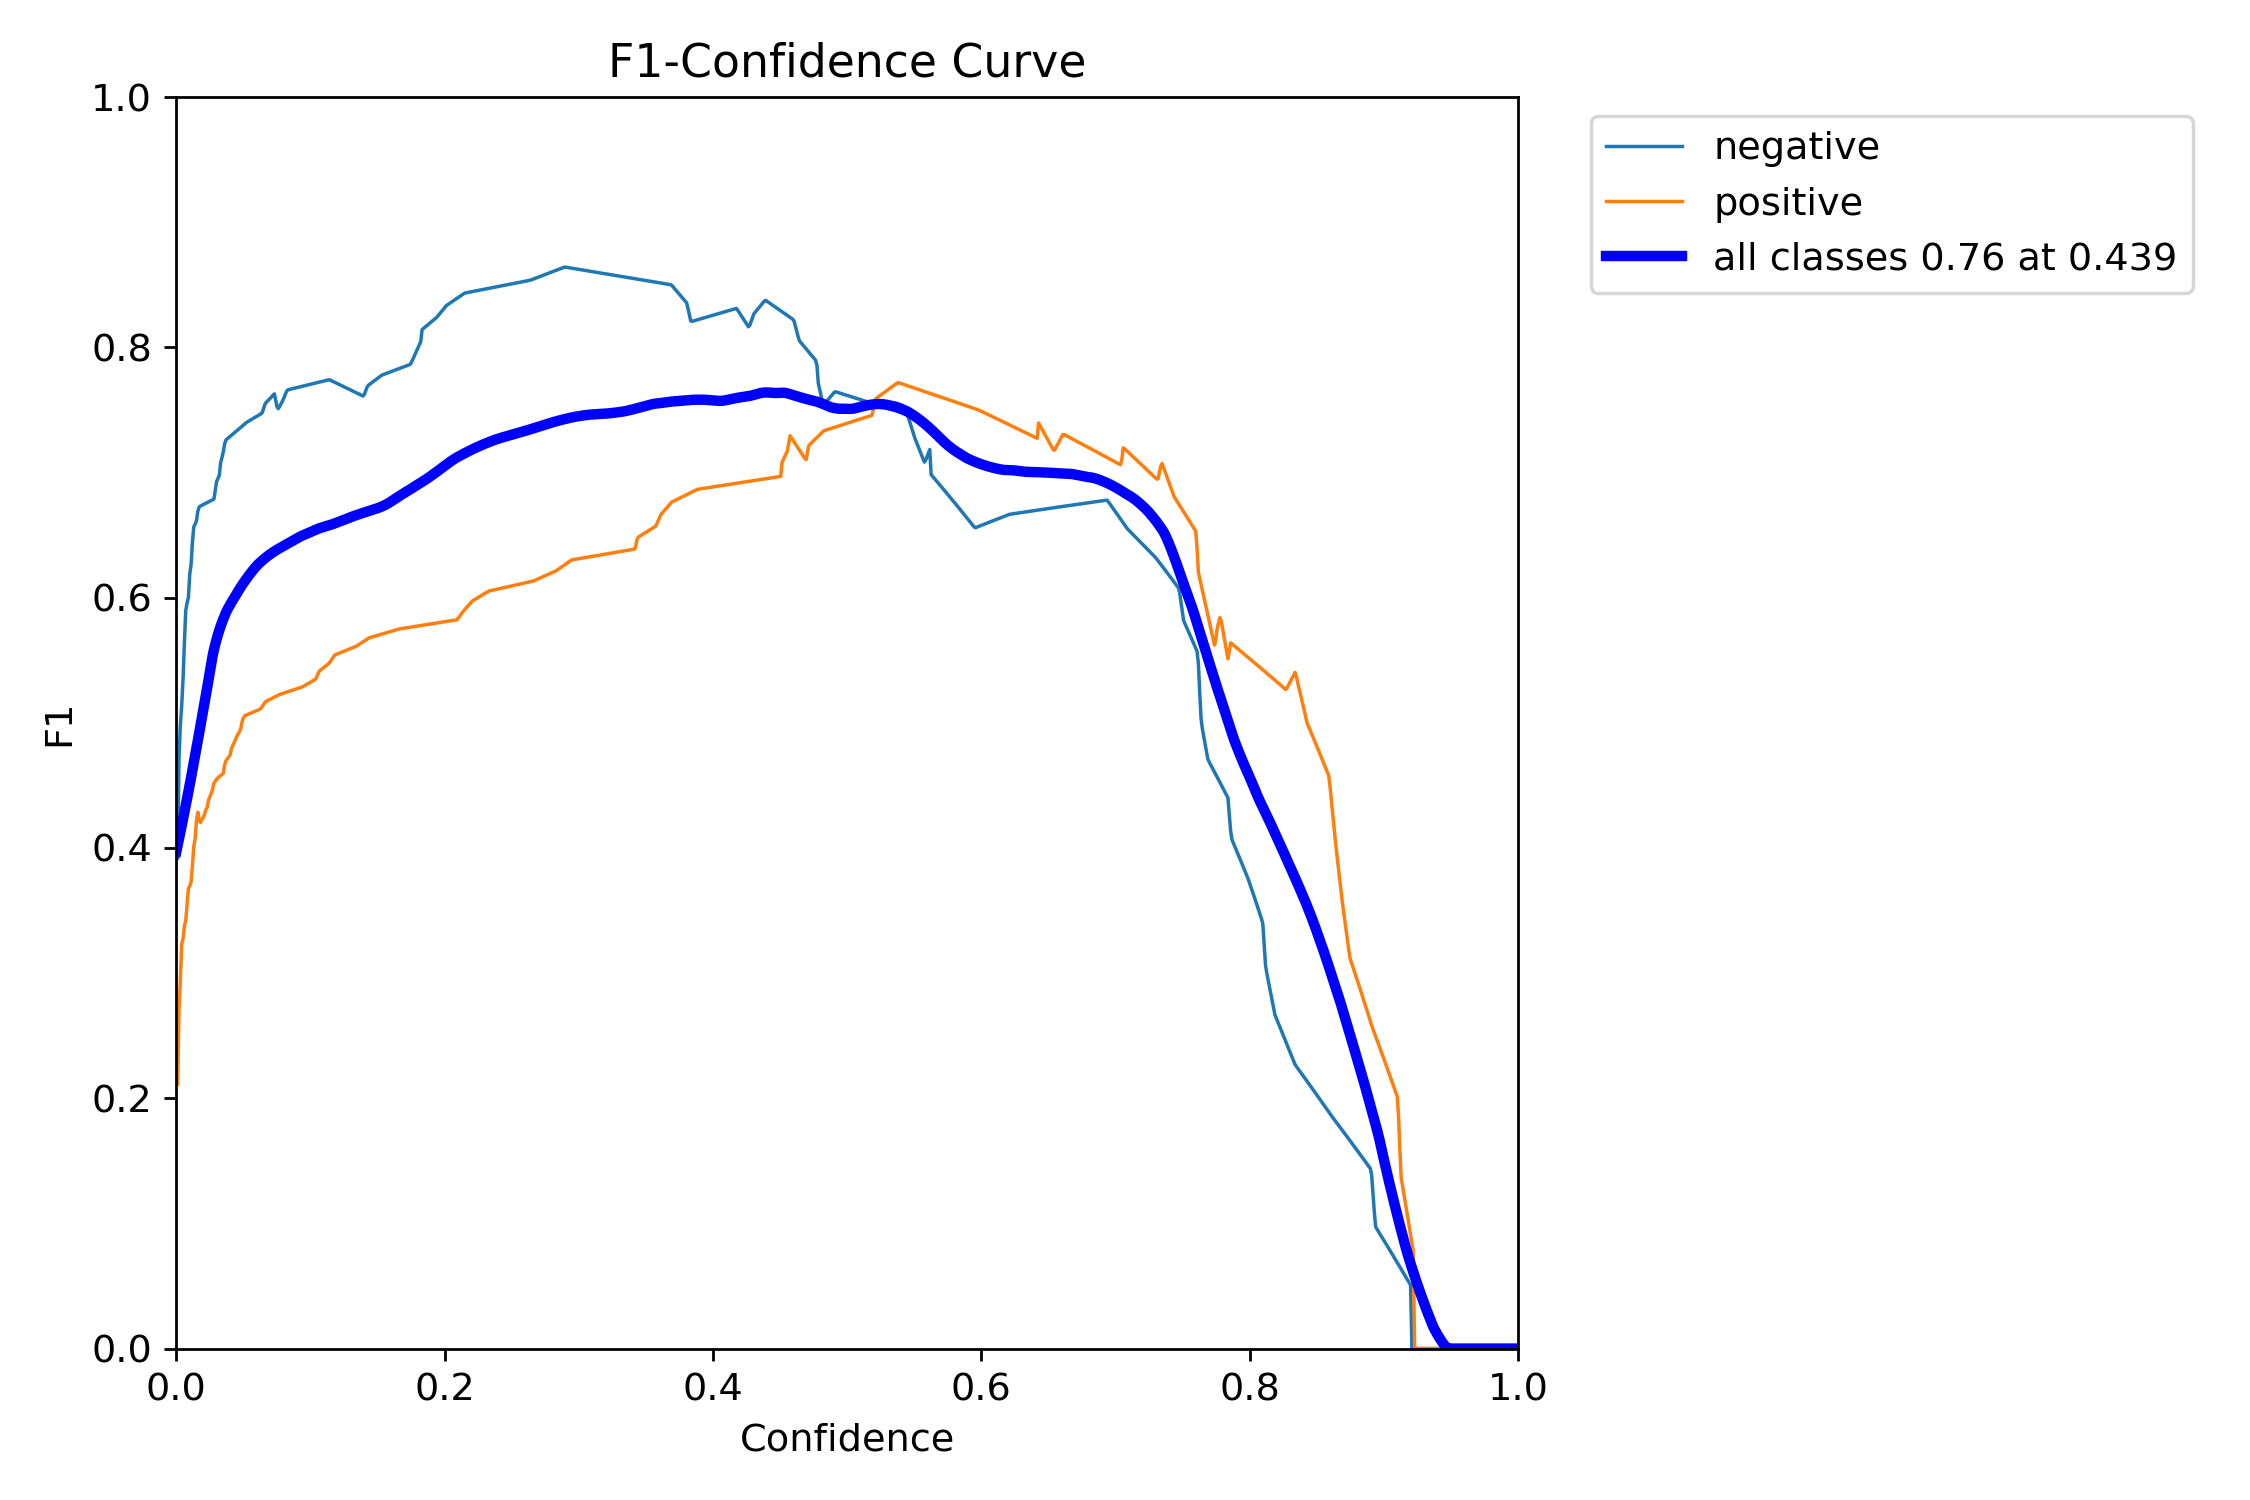 F1-Confidence Curve
1.0
0.8
0.6
0.4
0.2
0.0
F1
0.0 0.2 0.4 0.6 0.8 1.0
Confidence
negative
positive
all classes 0.76 at 0.439